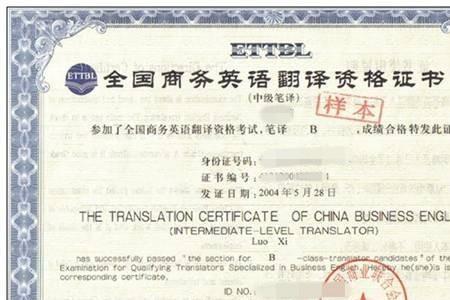 ETTBL
ETTBL
全国商务英语翻译资格证书
(中级笔译)
样本
参加了全国商务英语翻译资格考试,笔译 B ,成绩合格特发此证
身份证号码:
证书编号:
发证日期:2004年5月28日
THE TRANSLATION CERTIFICATE OF CHINA BUSINESS ENGL
(INTERMEDIATE-LEVEL TRANSLATOR)
Luo Xi
has successfully passed "the section for B -class-translator candidates" of the
Examination for Qualifying Translators Specialized in Business English. Hereby he(she) is
corresponding certificate.
ID NO.:
商业联合会